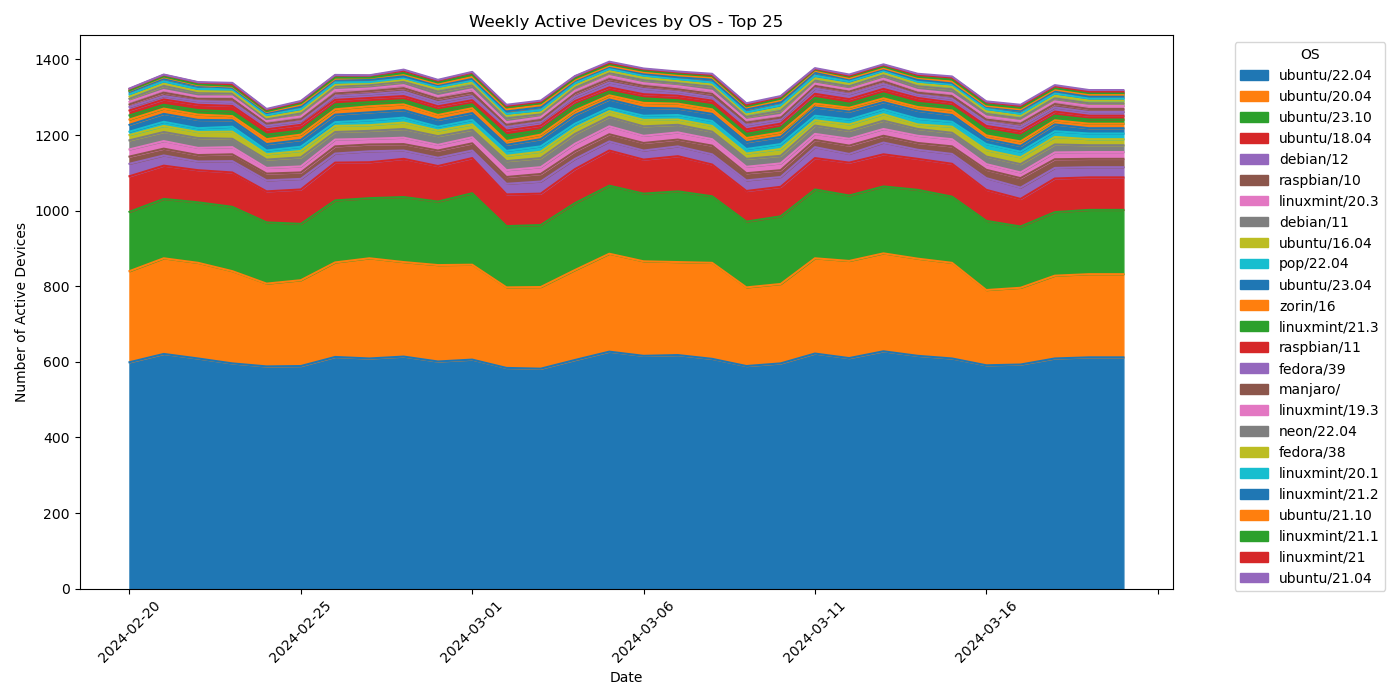 Weekly Active Devices by OS - Top 25
Number of Active Devices
1400
1200
1000
800
600
400
200
0
2024-02-20
2024-02-25
2024-03-01
2024-03-06
2024-03-11
2024-03-16
Date
OS
ubuntu/22.04
ubuntu/20.04
ubuntu/23.10
ubuntu/18.04
debian/12
raspbian/10
linuxmint/20.3
debian/11
ubuntu/16.04
pop/22.04
ubuntu/23.04
zorin/16
linuxmint/21.3
raspbian/11
fedora/39
manjaro/
linuxmint/19.3
neon/22.04
fedora/38
linuxmint/20.1
linuxmint/21.2
ubuntu/21.10
linuxmint/21.1
linuxmint/21
ubuntu/21.04